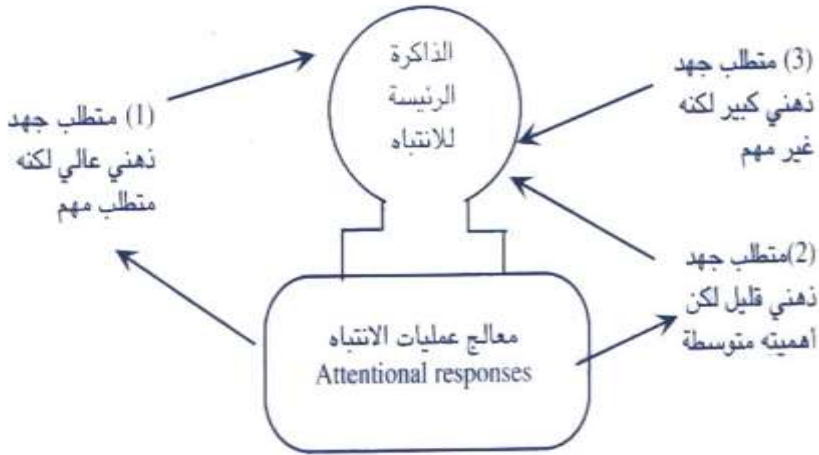 الذاكرة
الرئيسة
للانتباه
(1) متطلب جهد
ذهني عالي لكنه
متطلب مهم
(3) متطلب جهد
ذهني كبير لكنه
غير مهم
(2)متطلب جهد
ذهني قليل لكن
أهميته متوسطة
معالج عمليات الانتباه
Attentional responses